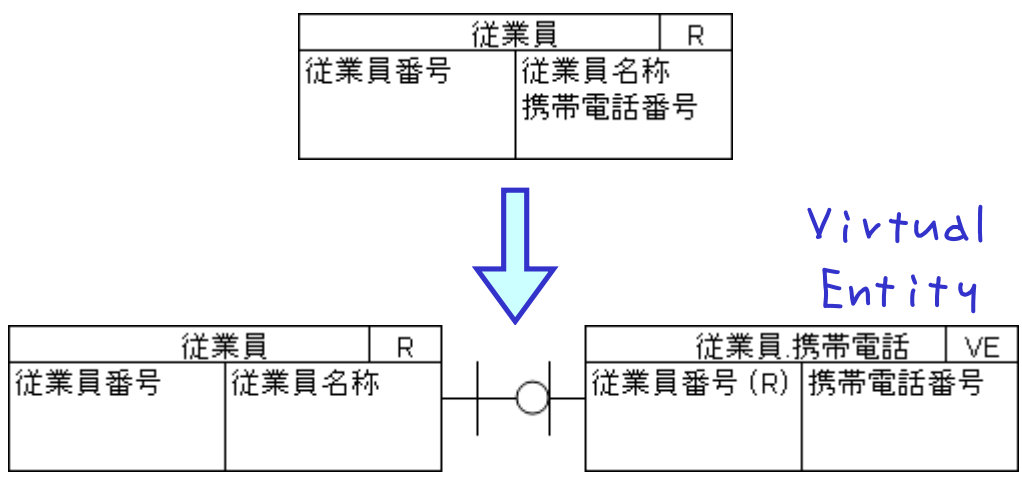 従業員 R
従業員番号 従業員名称
携帯電話番号
Virtual
Entity
従業員 R
従業員番号 従業員名称
従業員.携帯電話 VE
従業員番号(R) 携帯電話番号